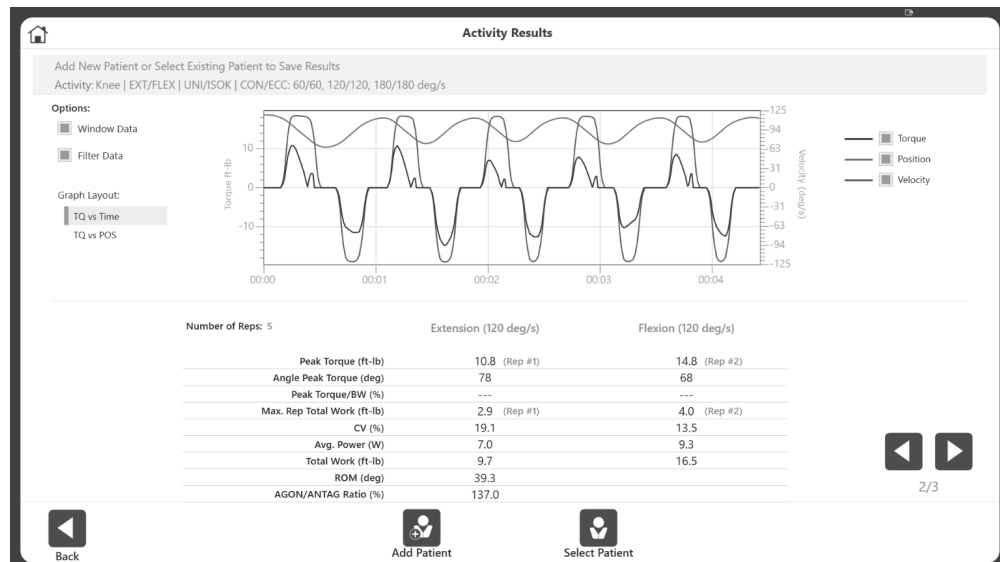 Activity Results
Add New Patient or Select Existing Patient to Save Results
Activity: Knee | EXT/FLEX | UNI/ISOK | CON/ECC: 60/60, 120/120, 180/180 deg/s
Options:
Window Data
Filter Data
Graph Layout:
TQ vs Time
TQ vs POS
Torque ft-lb
10
0
-10
125
94
63
31
0
-31
-63
-94
-125
Velocity (deg/s)
00:00 00:01 00:02 00:03 00:04
Torque
Position
Velocity
Number of Reps: 5 Extension (120 deg/s) Flexion (120 deg/s)
Peak Torque (ft-lb) 10.8 (Rep #1) 14.8 (Rep #2)
Angle Peak Torque (deg) 78 68
Peak Torque/BW (%) --- ---
Max. Rep Total Work (ft-lb) 2.9 (Rep #1) 4.0 (Rep #2)
CV (%) 19.1 13.5
Avg. Power (W) 7.0 9.3
Total Work (ft-lb) 9.7 16.5
ROM (deg) 39.3
AGON/ANTAG Ratio (%) 137.0
2/3
Back
Add Patient
Select Patient